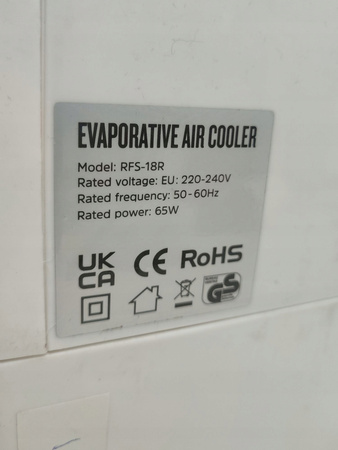 EVAPORATIVE AIR COOLER
Model: RFS-18R
Rated voltage: EU: 220-240V
Rated frequency: 50-60Hz
Rated power: 65W
UK
CA CE RoHS
GS